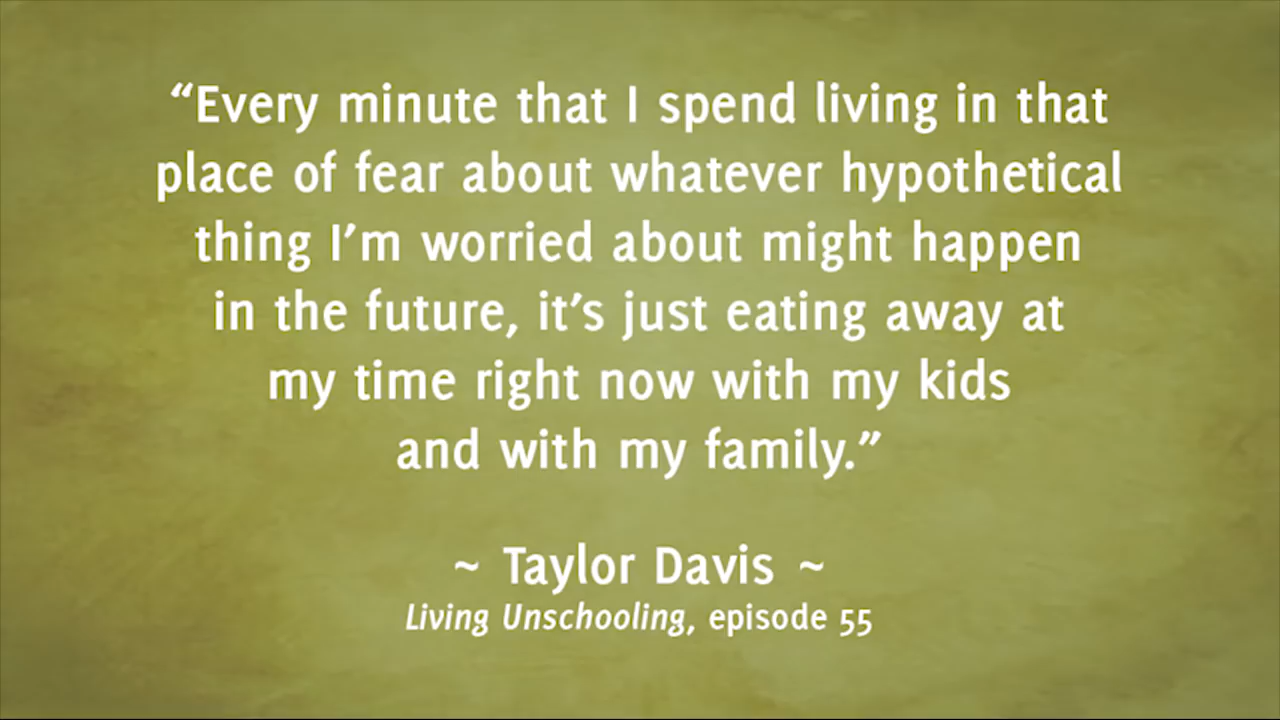 “Every minute that I spend living in that
place of fear about whatever hypothetical
thing I’m worried about might happen
in the future, it’s just eating away at
my time right now with my kids
and with my family.”
~ Taylor Davis ~
Living Unschooling, episode 55